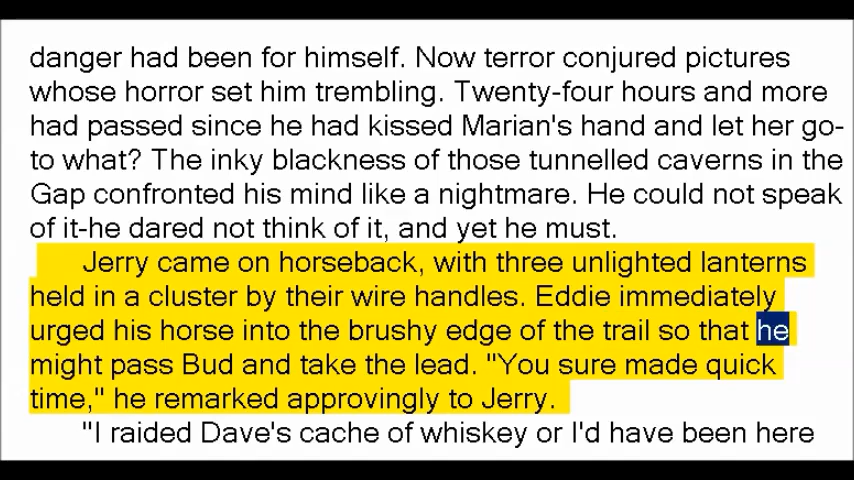 danger had been for himself. Now terror conjured pictures
whose horror set him trembling. Twenty-four hours and more
had passed since he had kissed Marian's hand and let her go-
to what? The inky blackness of those tunnelled caverns in the
Gap confronted his mind like a nightmare. He could not speak
of it-he dared not think of it, and yet he must.
Jerry came on horseback, with three unlighted lanterns
held in a cluster by their wire handles. Eddie immediately
urged his horse into the brushy edge of the trail so that he
might pass Bud and take the lead. "You sure made quick
time," he remarked approvingly to Jerry.
"I raided Dave's cache of whiskey or I'd have been here